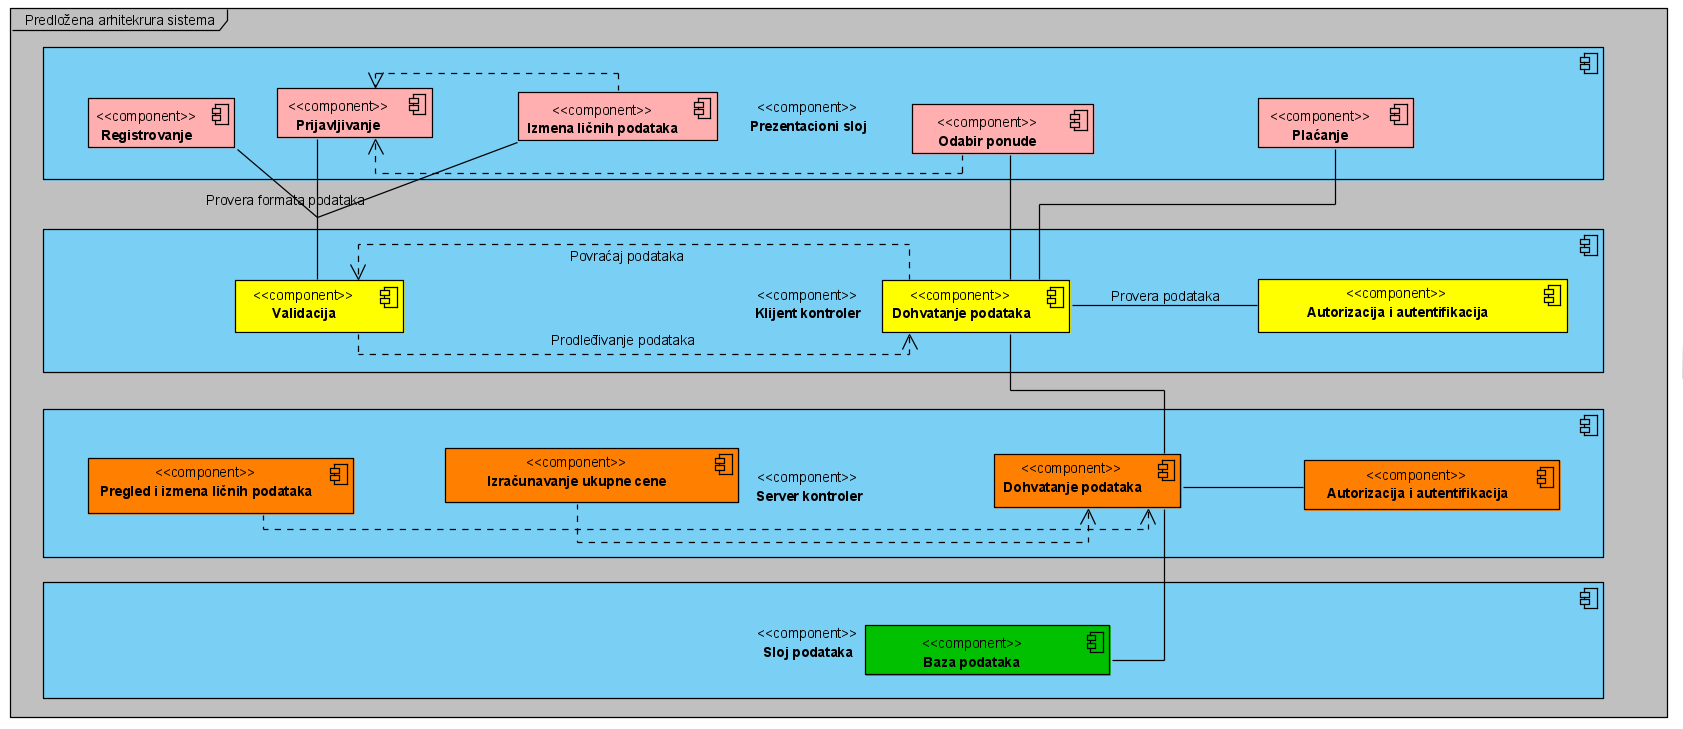 Predložena arhitekrura sistema
<<component>>
Registrovanje
<<component>>
Prijavljivanje
<<component>>
Izmena ličnih podataka
<<component>>
Prezentacioni sloj
<<component>>
Odabir ponude
<<component>>
Plaćanje
Provera formata podataka
Povraćaj podataka
<<component>>
Validacija
<<component>>
Klijent kontroler
<<component>>
Dohvatanje podataka
Provera podataka
<<component>>
Autorizacija i autentifikacija
Prodleđivanje podataka
<<component>>
Pregled i izmena ličnih podataka
<<component>>
Izračunavanje ukupne cene
<<component>>
Server kontroler
<<component>>
Dohvatanje podataka
<<component>>
Autorizacija i autentifikacija
<<component>>
Sloj podataka
<<component>>
Baza podataka